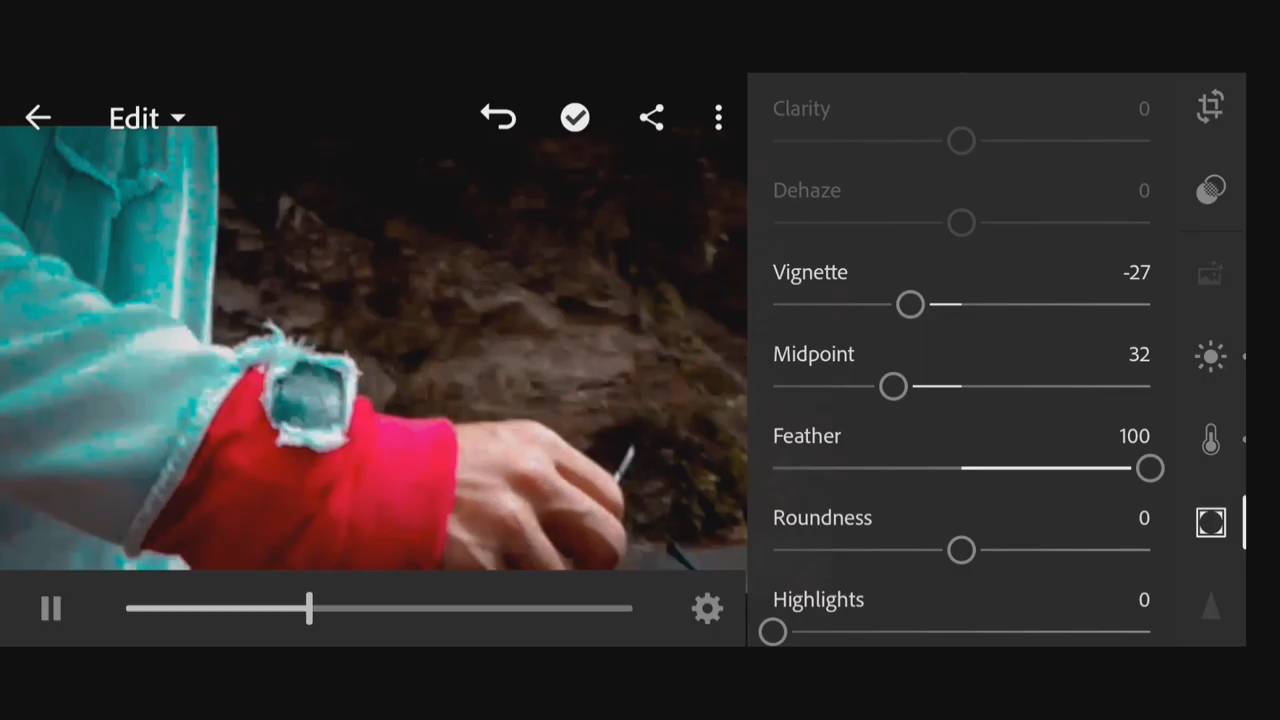 Edit
Clarity 0
Dehaze 0
Vignette -27
Midpoint 32
Feather 100
Roundness 0
Highlights 0